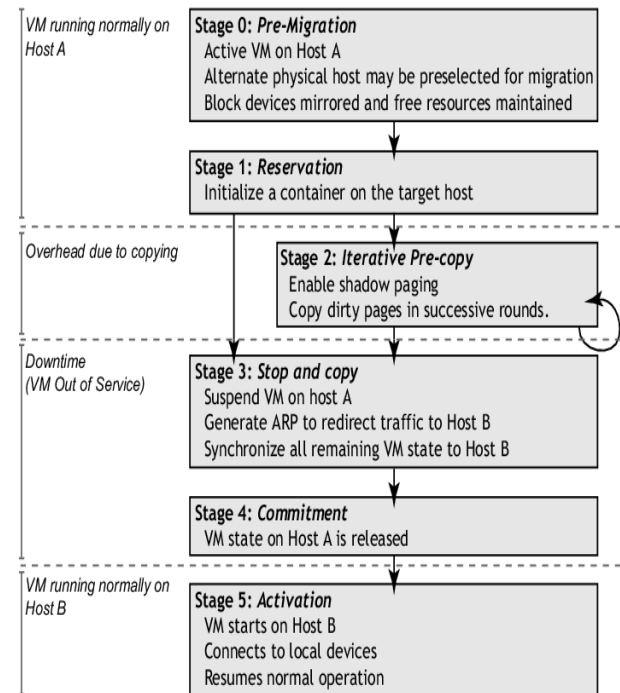 VM running normally on
Host A
Stage 0: Pre-Migration
Active VM on Host A
Alternate physical host may be preselected for migration
Block devices mirrored and free resources maintained
Stage 1: Reservation
Initialize a container on the target host
Overhead due to copying
Stage 2: Iterative Pre-copy
Enable shadow paging
Copy dirty pages in successive rounds.
Downtime
(VM Out of Service)
Stage 3: Stop and copy
Suspend VM on host A
Generate ARP to redirect traffic to Host B
Synchronize all remaining VM state to Host B
Stage 4: Commitment
VM state on Host A is released
VM running normally on
Host B
Stage 5: Activation
VM starts on Host B
Connects to local devices
Resumes normal operation